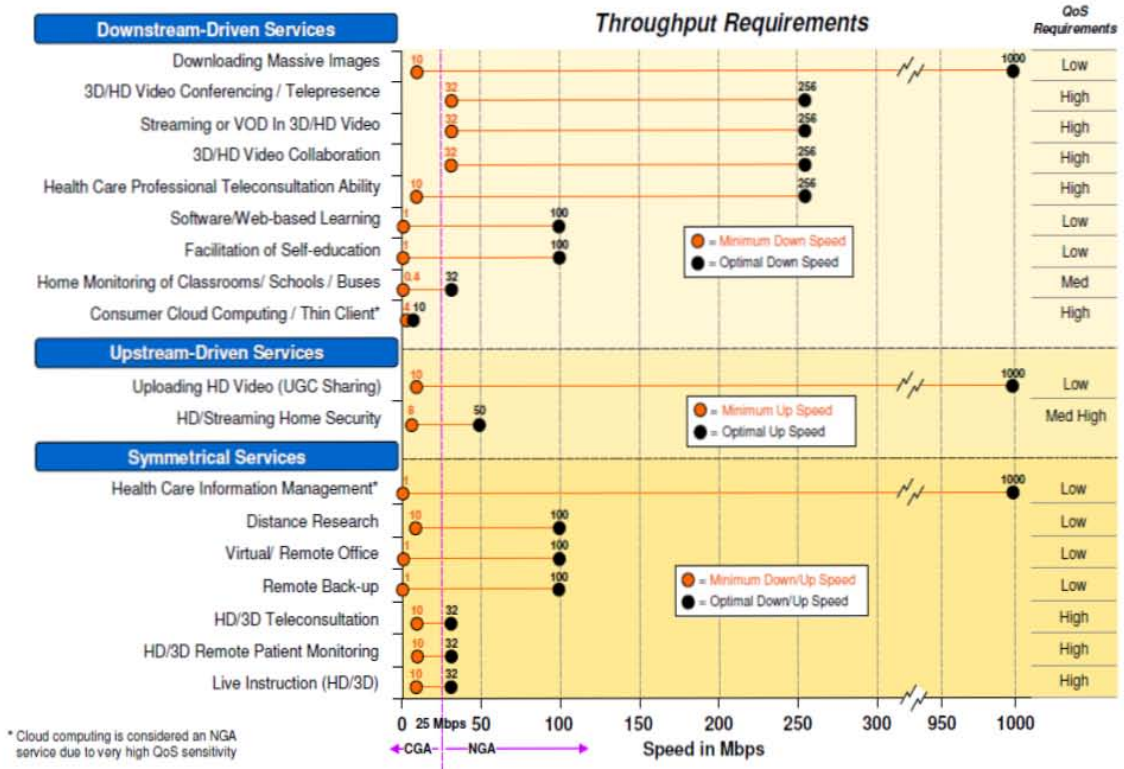 Downstream-Driven Services
Throughput Requirements
QoS
Requirements
Downloading Massive Images 10 1000 Low
3D/HD Video Conferencing / Telepresence 32 256 High
Streaming or VOD In 3D/HD Video 32 256 High
3D/HD Video Collaboration 32 256 High
Health Care Professional Teleconsultation Ability 10 256 High
Software/Web-based Learning 1 100 Low
= Minimum Down Speed
= Optimal Down Speed
Facilitation of Self-education 1 100 Low
Home Monitoring of Classrooms/ Schools / Buses 0.4 32 Med
Consumer Cloud Computing / Thin Client* 4 10 High
Upstream-Driven Services
Uploading HD Video (UGC Sharing) 10 1000 Low
= Minimum Up Speed
= Optimal Up Speed
HD/Streaming Home Security 50 Med High
Symmetrical Services
Health Care Information Management* 1 1000 Low
Distance Research 10 100 Low
Virtual/ Remote Office 1 100 Low
Remote Back-up 1 100 Low
= Minimum Down/Up Speed
= Optimal Down/Up Speed
HD/3D Teleconsultation 10 32 High
HD/3D Remote Patient Monitoring 10 32 High
Live Instruction (HD/3D) 10 32 High
0 25 Mbps 50 100 150 200 250 300 950 1000
CGA NGA Speed in Mbps
* Cloud computing is considered an NGA
service due to very high QoS sensitivity